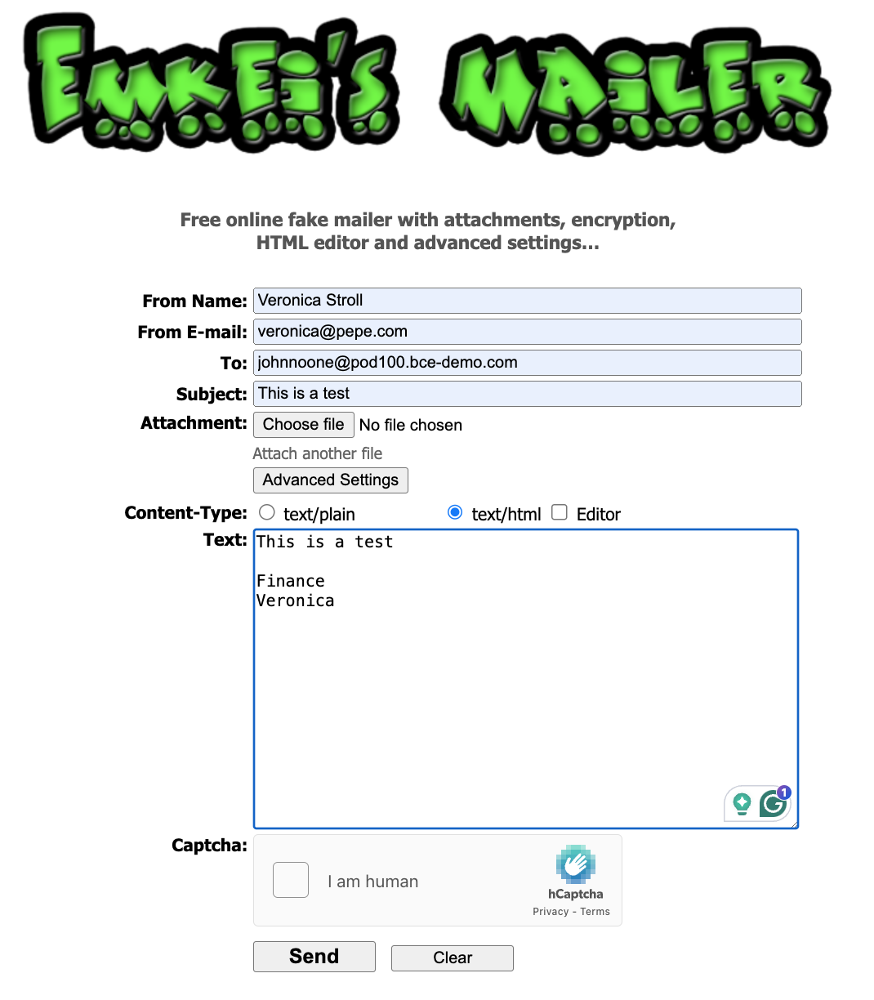 EMKEI'S MAILER
Free online fake mailer with attachments, encryption,
HTML editor and advanced settings...
From Name: Veronica Stroll
From E-mail: veronica@pepe.com
To: johnnoone@pod100.bce-demo.com
Subject: This is a test
Attachment: Choose file No file chosen
Attach another file
Advanced Settings
Content-Type: text/plain text/html Editor
Text: This is a test
Finance
Veronica
1
Captcha: I am human
hCaptcha
Privacy - Terms
Send Clear